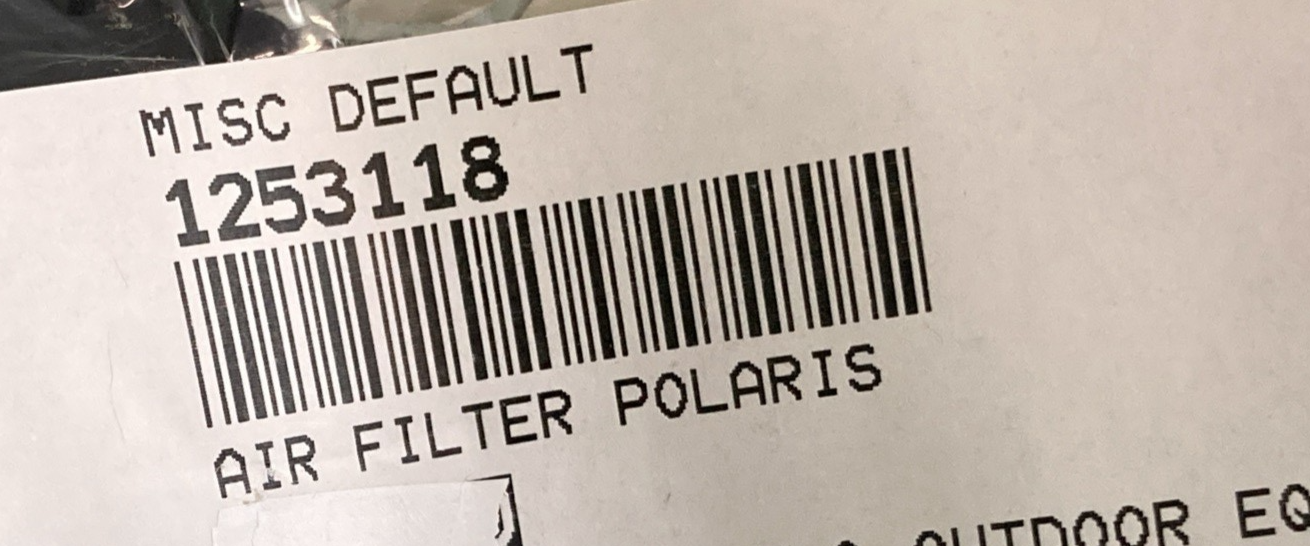 MISC DEFAULT
1253118
AIR FILTER POLARIS
OUTDOOR EQ